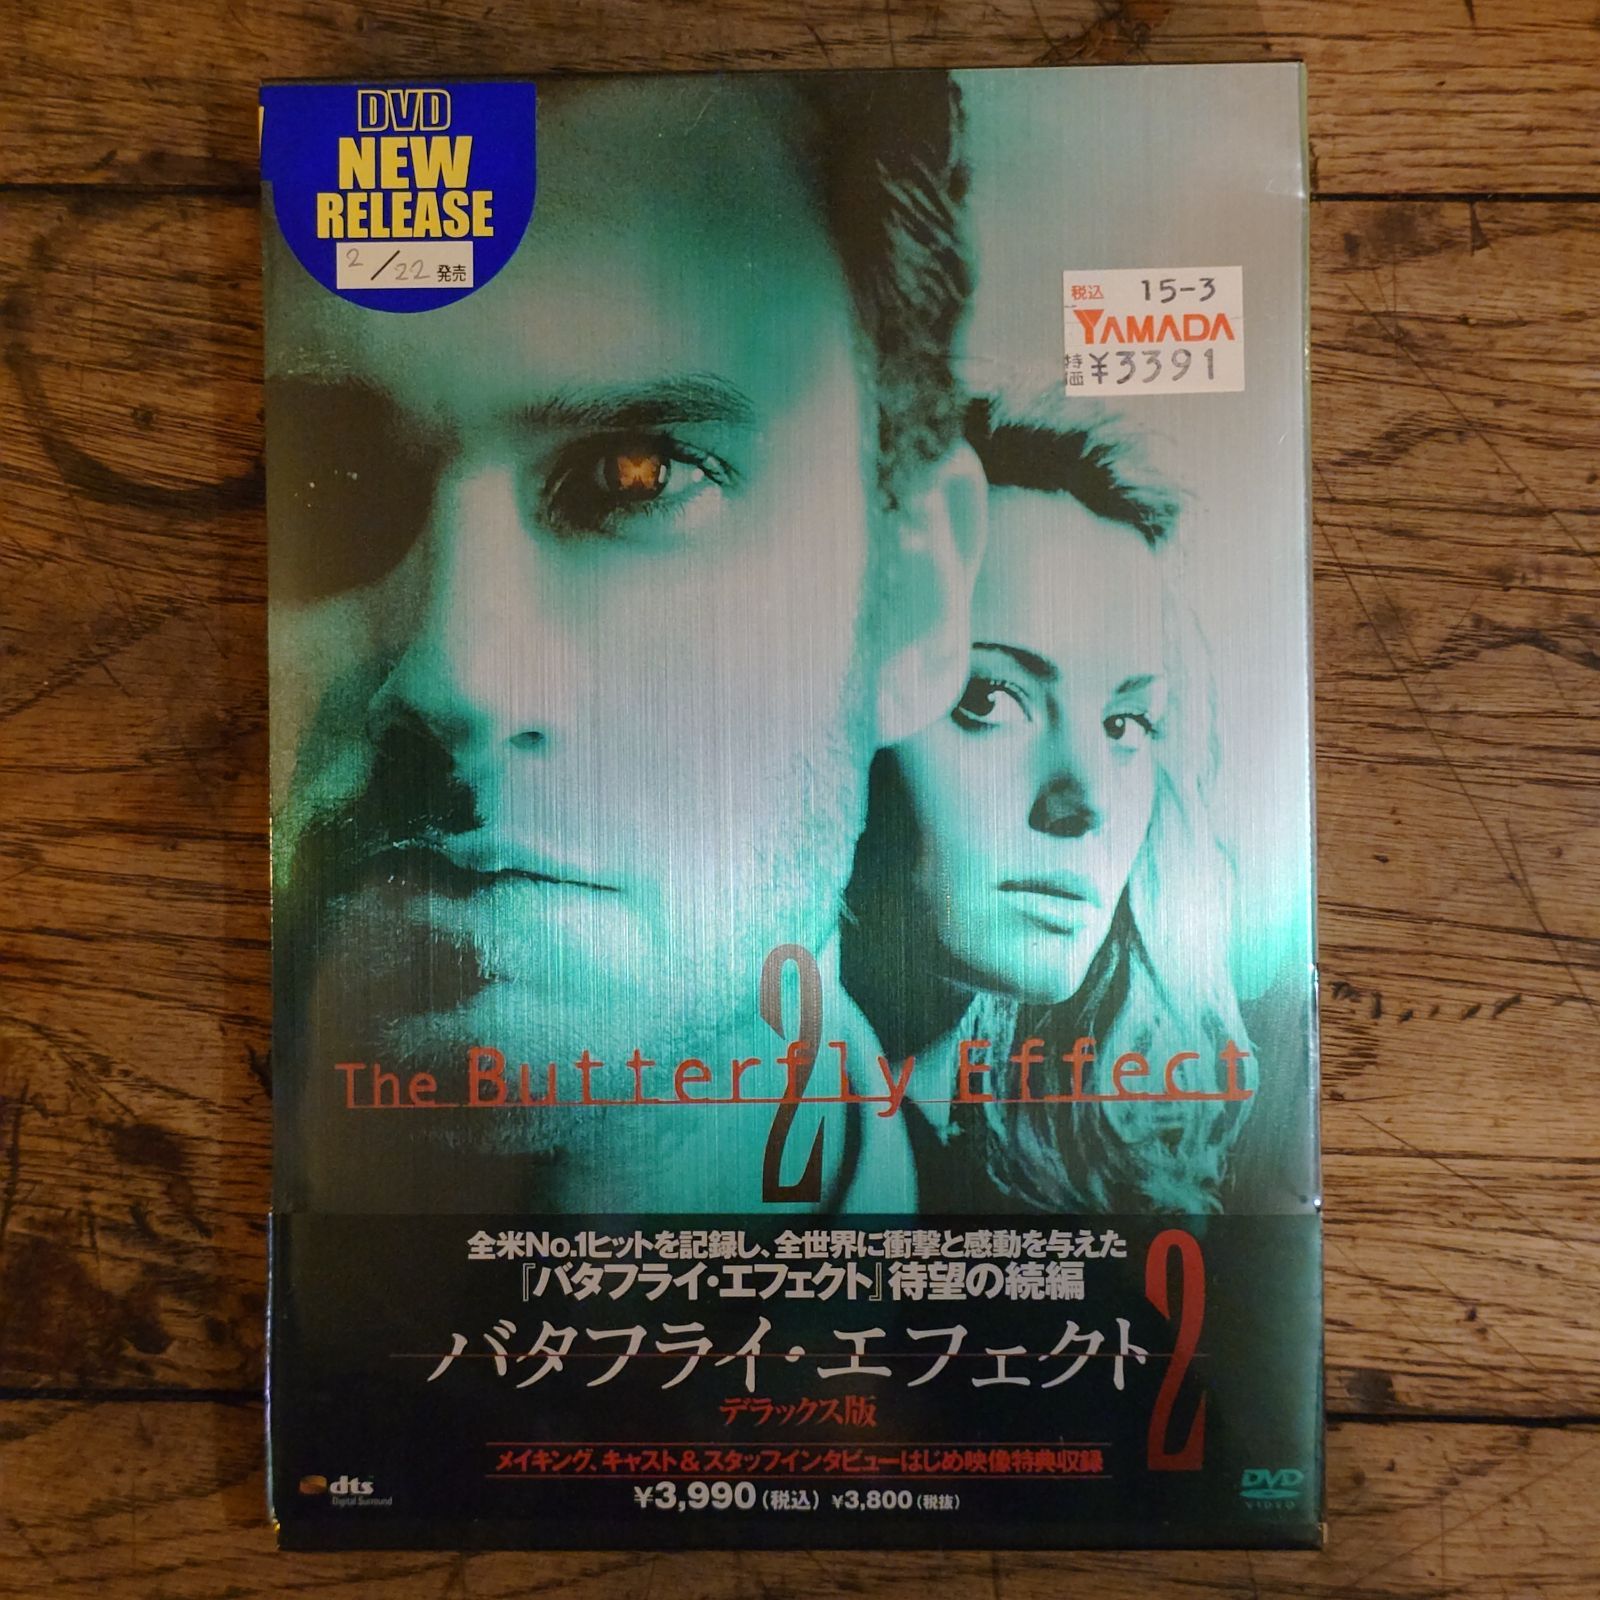 DVD
NEW
RELEASE
2/22発売
税込 15-3
YAMADA
特価 ¥3391
2
The Butterfly Effect
全米No.1ヒットを記録し、全世界に衝撃と感動を与えた
『バタフライ・エフェクト』待望の続編
バタフライ・エフェクト2
デラックス版
メイキング、キャスト&スタッフインタビューはじめ映像特典収録
¥3,990(税込) ¥3,800(税抜)
dts
Digital Surround
DVD
VIDEO